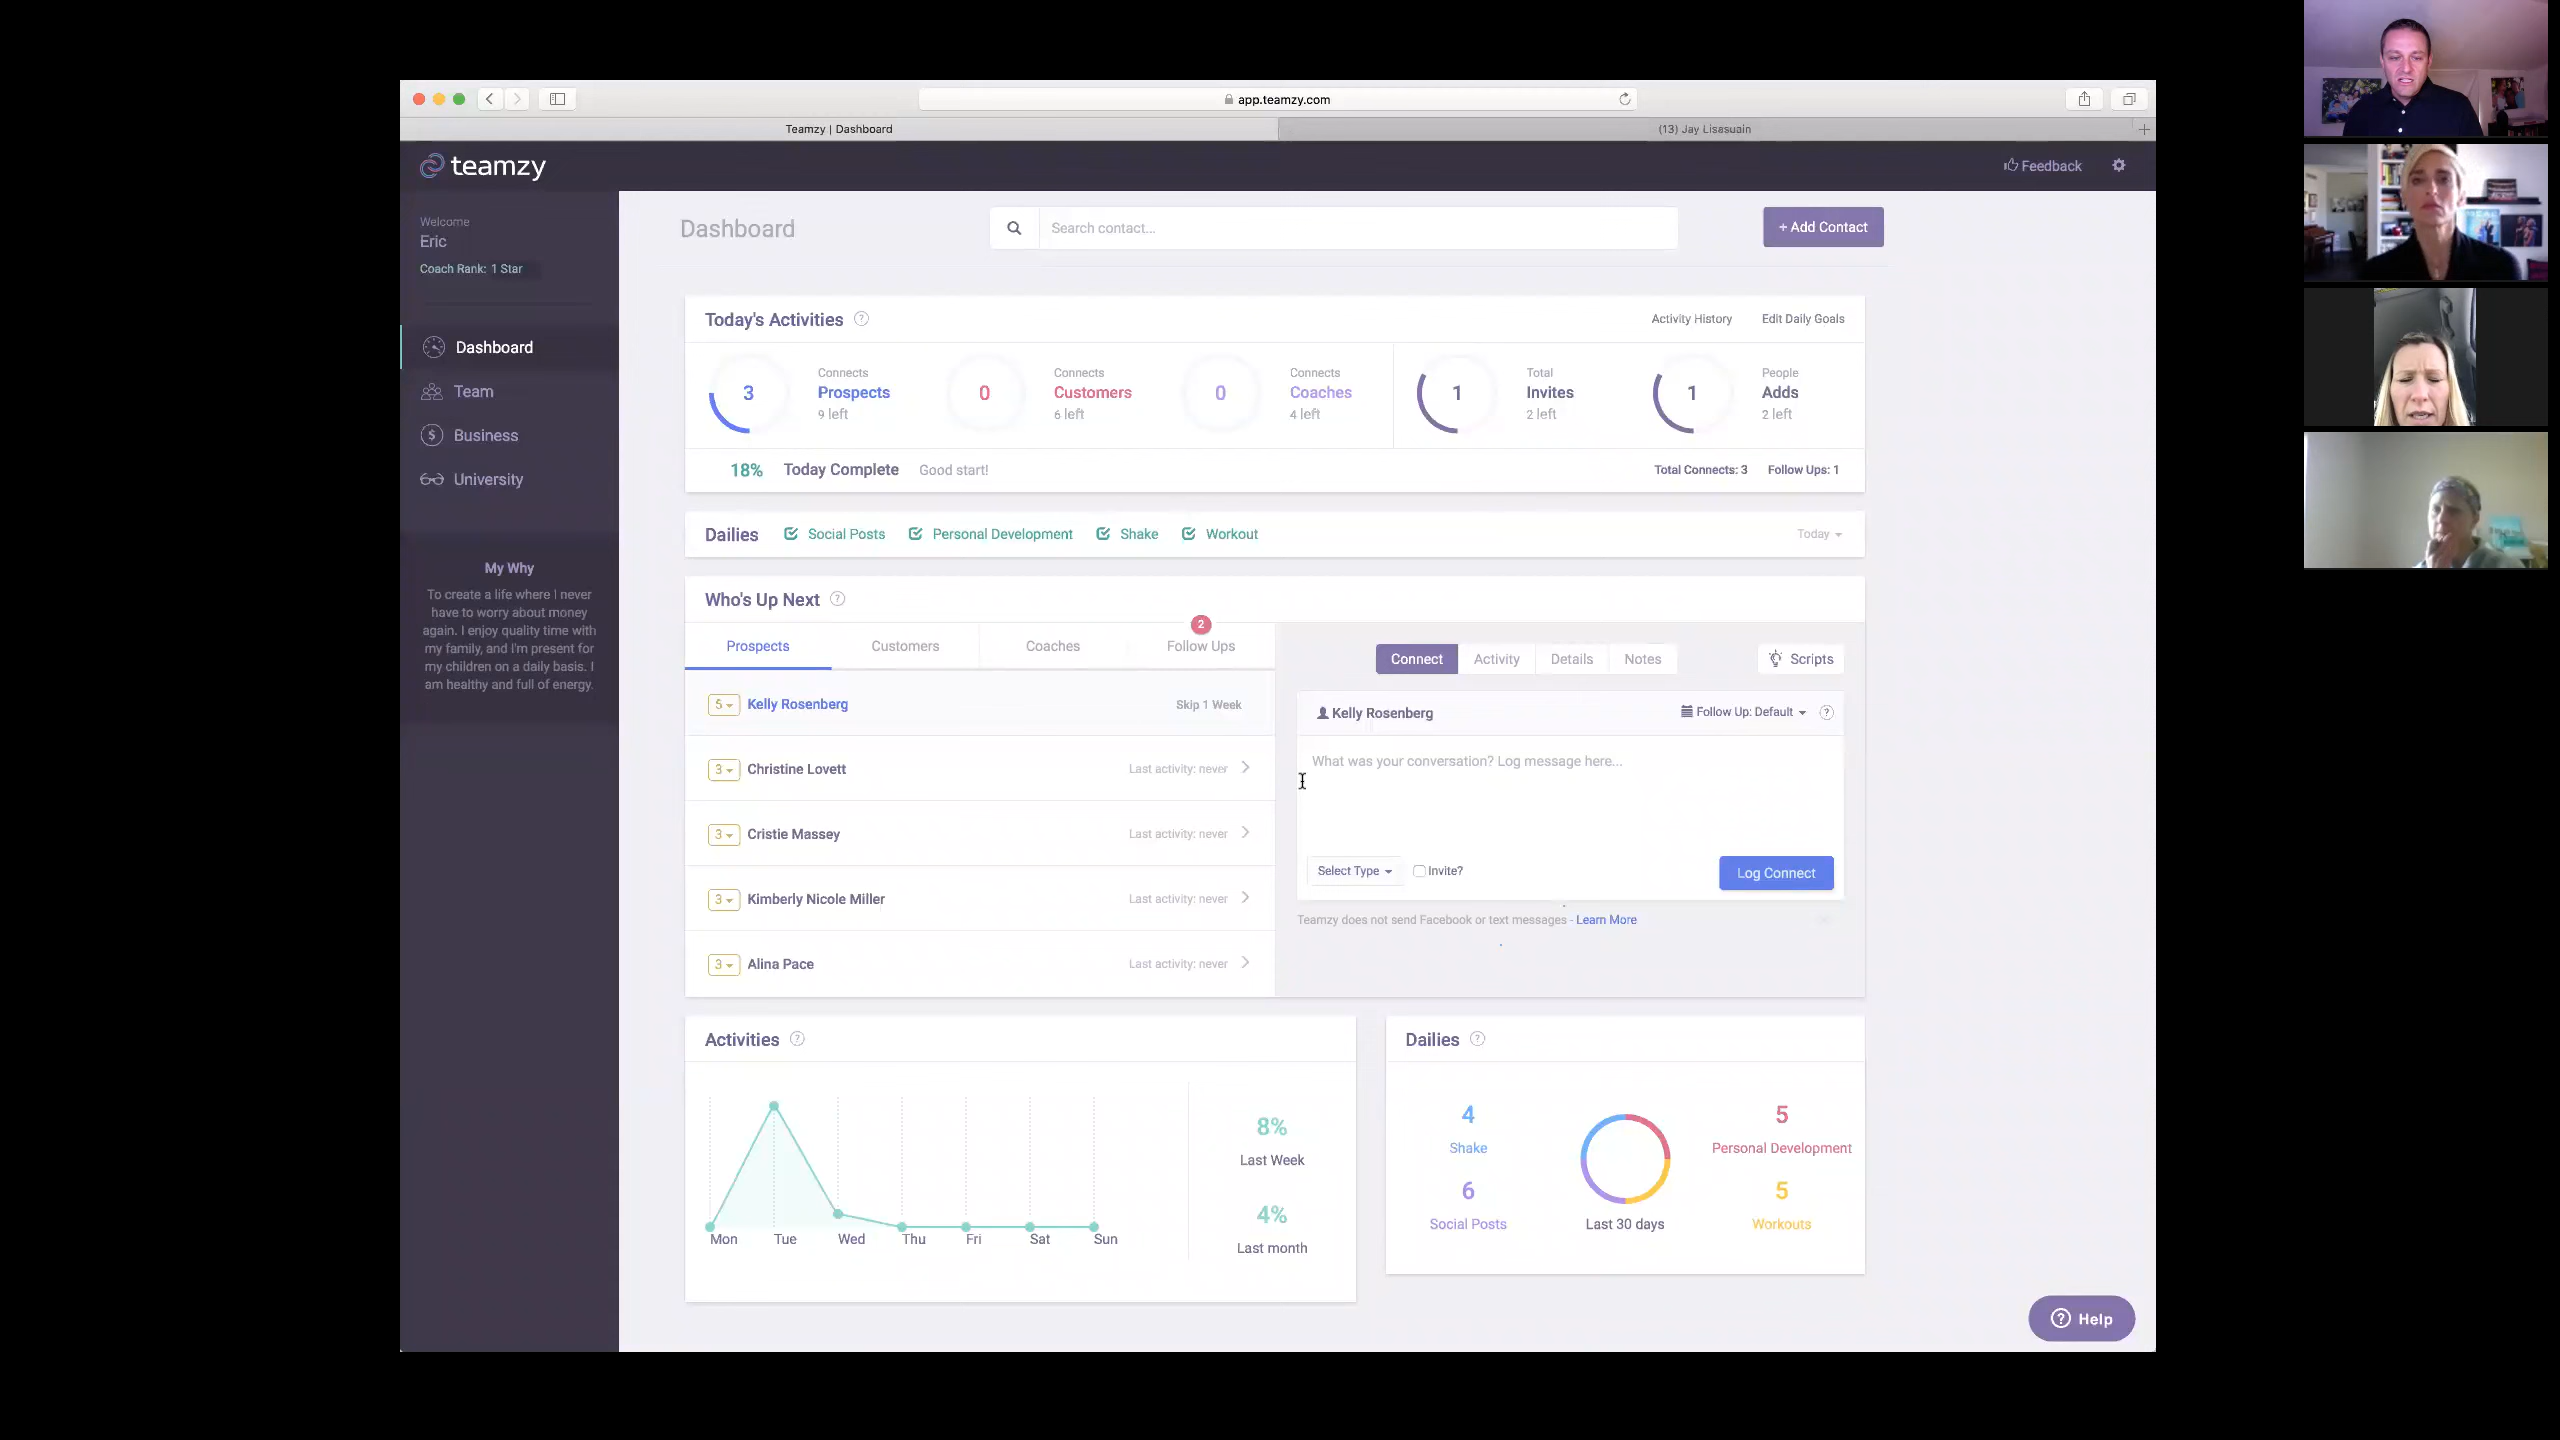 app.teamzy.com
Teamzy | Dashboard
(13) Jay Lisasuain
teamzy
Feedback
Welcome
Eric
Coach Rank: 1 Star
Dashboard
Team
Business
University
My Why
To create a life where I never
have to worry about money
again. I enjoy quality time with
my family, and I'm present for
my children on a daily basis. I
am healthy and full of energy.
Dashboard
Search contact...
+ Add Contact
Today's Activities ?
Activity History
Edit Daily Goals
3
Connects
Prospects
9 left
0
Connects
Customers
6 left
0
Connects
Coaches
4 left
1
Total
Invites
2 left
1
People
Adds
2 left
18% Today Complete Good start!
Total Connects: 3 Follow Ups: 1
Dailies Social Posts Personal Development Shake Workout Today
Who's Up Next ?
Prospects Customers Coaches Follow Ups 2
5 Kelly Rosenberg Skip 1 Week
3 Christine Lovett Last activity: never
3 Cristie Massey Last activity: never
3 Kimberly Nicole Miller Last activity: never
3 Alina Pace Last activity: never
Connect Activity Details Notes Scripts
Kelly Rosenberg Follow Up: Default ?
What was your conversation? Log message here...
Select Type Invite? Log Connect
Teamzy does not send Facebook or text messages - Learn More
Activities ?
Mon Tue Wed Thu Fri Sat Sun
8%
Last Week
4%
Last month
Dailies ?
4
Shake
5
Personal Development
6
Social Posts
5
Workouts
Last 30 days
? Help